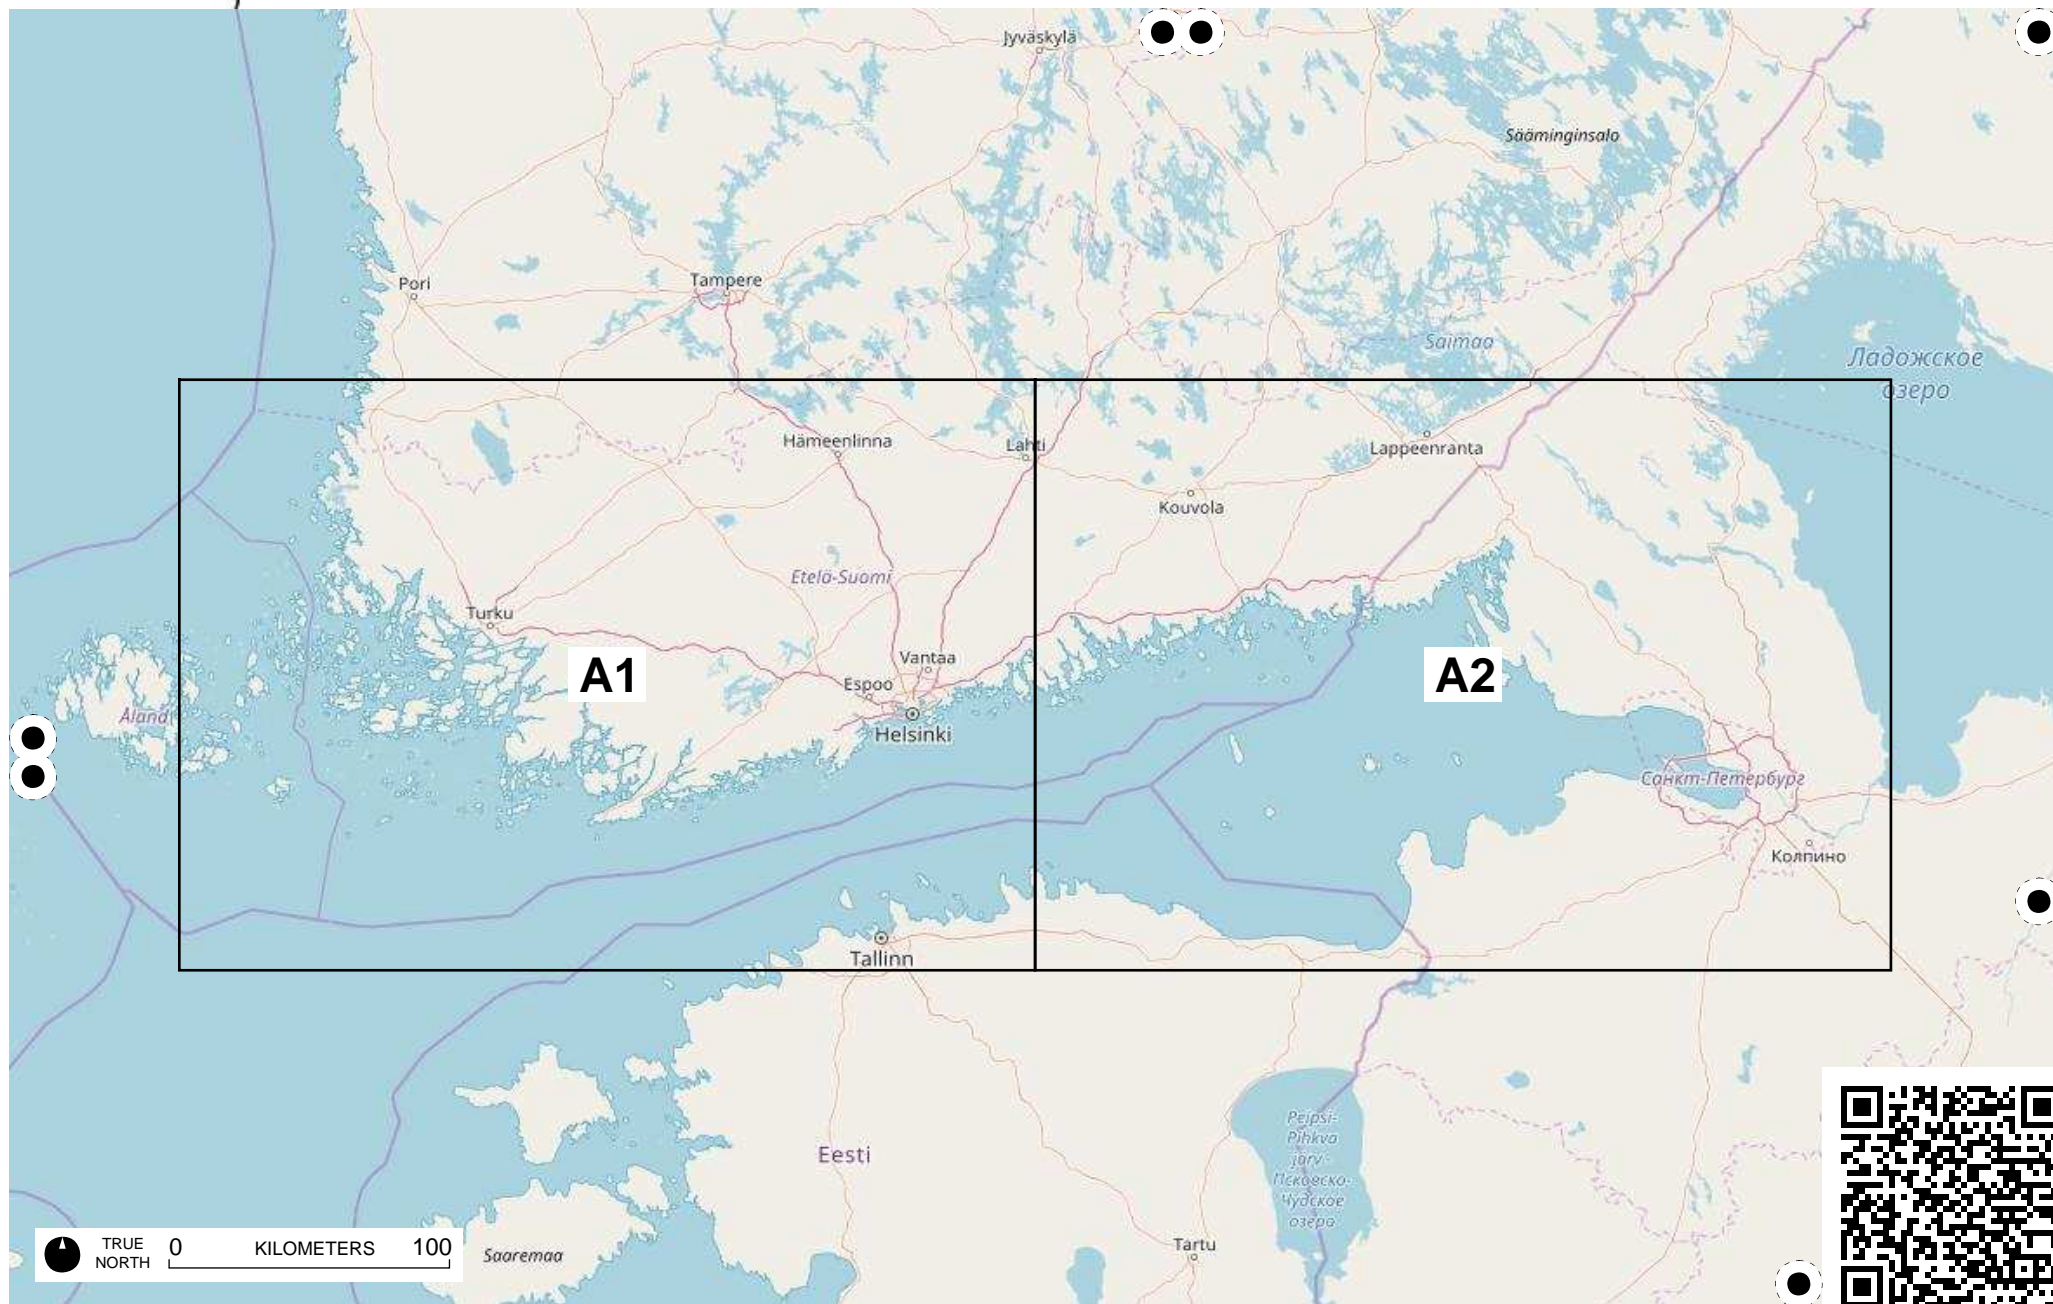 Jyväskylä
Sääminginsalo
Pori
Tampere
Saimaa
Ладожское
озеро
Hämeenlinna
Lahti
Lappeenranta
Kouvola
Etelä-Suomi
Turku
Vantaa
A1
A2
Espoo
Åland
Helsinki
Санкт-Петербург
Колпино
Tallinn
Peipsi-
Pihkva
järv -
Псковско-
Чудское
озеро
Eesti
Tartu
Saaremaa
TRUE
NORTH
0 KILOMETERS 100